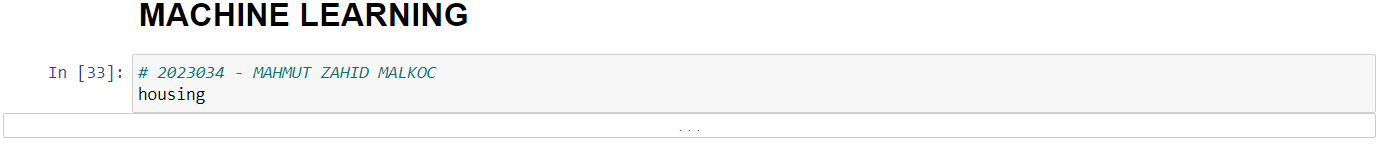 MACHINE LEARNING
In [33]: # 2023034 - MAHMUT ZAHID MALKOC
housing
...